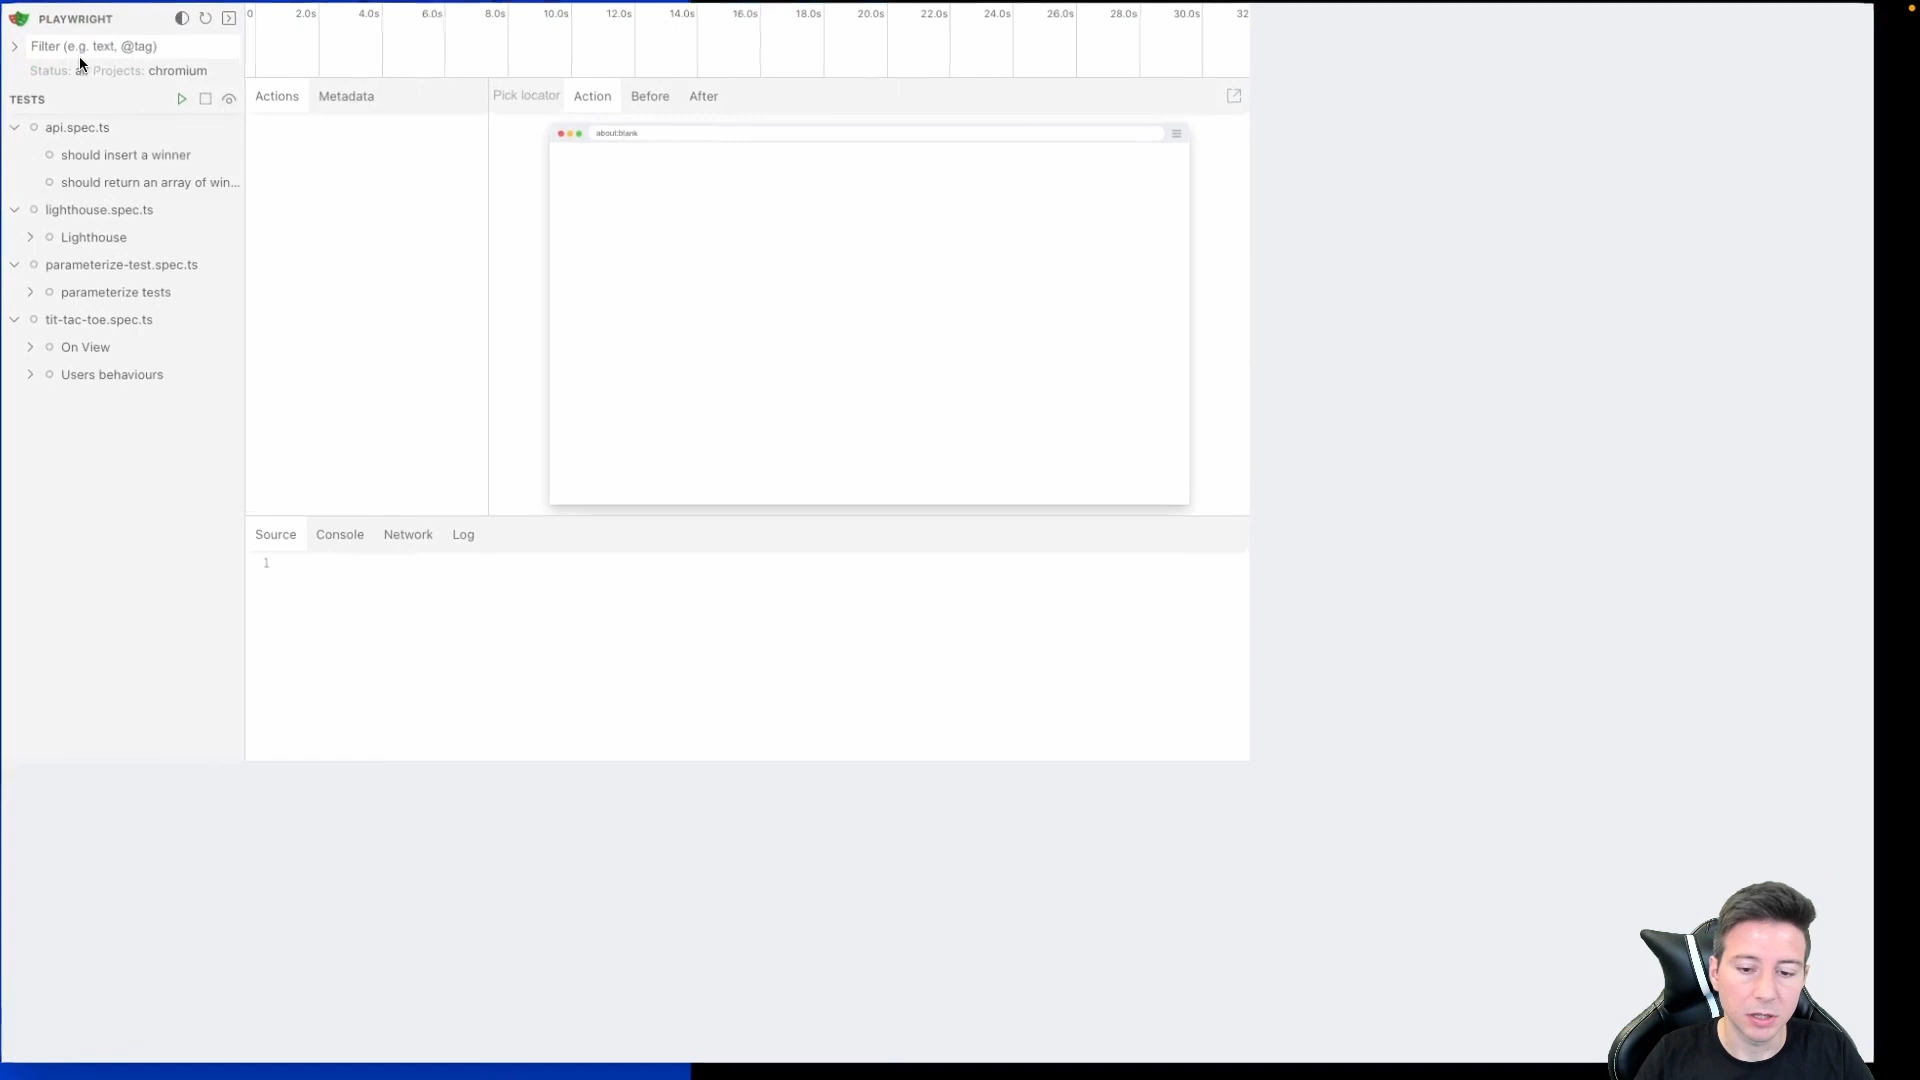 PLAYWRIGHT
Filter (e.g. text, @tag)
Status: Projects: chromium
TESTS
api.spec.ts
should insert a winner
should return an array of win...
lighthouse.spec.ts
Lighthouse
parameterize-test.spec.ts
parameterize tests
tit-tac-toe.spec.ts
On View
Users behaviours
0 2.0s 4.0s 6.0s 8.0s 10.0s 12.0s 14.0s 16.0s 18.0s 20.0s 22.0s 24.0s 26.0s 28.0s 30.0s 32
Actions Metadata
Pick locator Action Before After
about:blank
Source Console Network Log
1